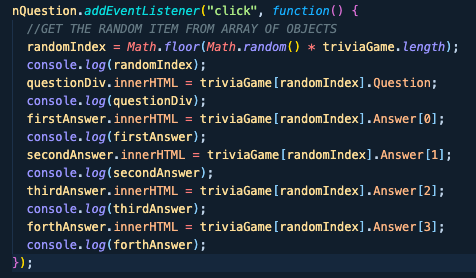 nQuestion.addEventListener("click", function() {
//GET THE RANDOM ITEM FROM ARRAY OF OBJECTS
randomIndex = Math.floor(Math.random() * triviaGame.length);
console.log(randomIndex);
questionDiv.innerHTML = triviaGame[randomIndex].Question;
console.log(questionDiv);
firstAnswer.innerHTML = triviaGame[randomIndex].Answer[0];
console.log(firstAnswer);
secondAnswer.innerHTML = triviaGame[randomIndex].Answer[1];
console.log(secondAnswer);
thirdAnswer.innerHTML = triviaGame[randomIndex].Answer[2];
console.log(thirdAnswer);
forthAnswer.innerHTML = triviaGame[randomIndex].Answer[3];
console.log(forthAnswer);
});